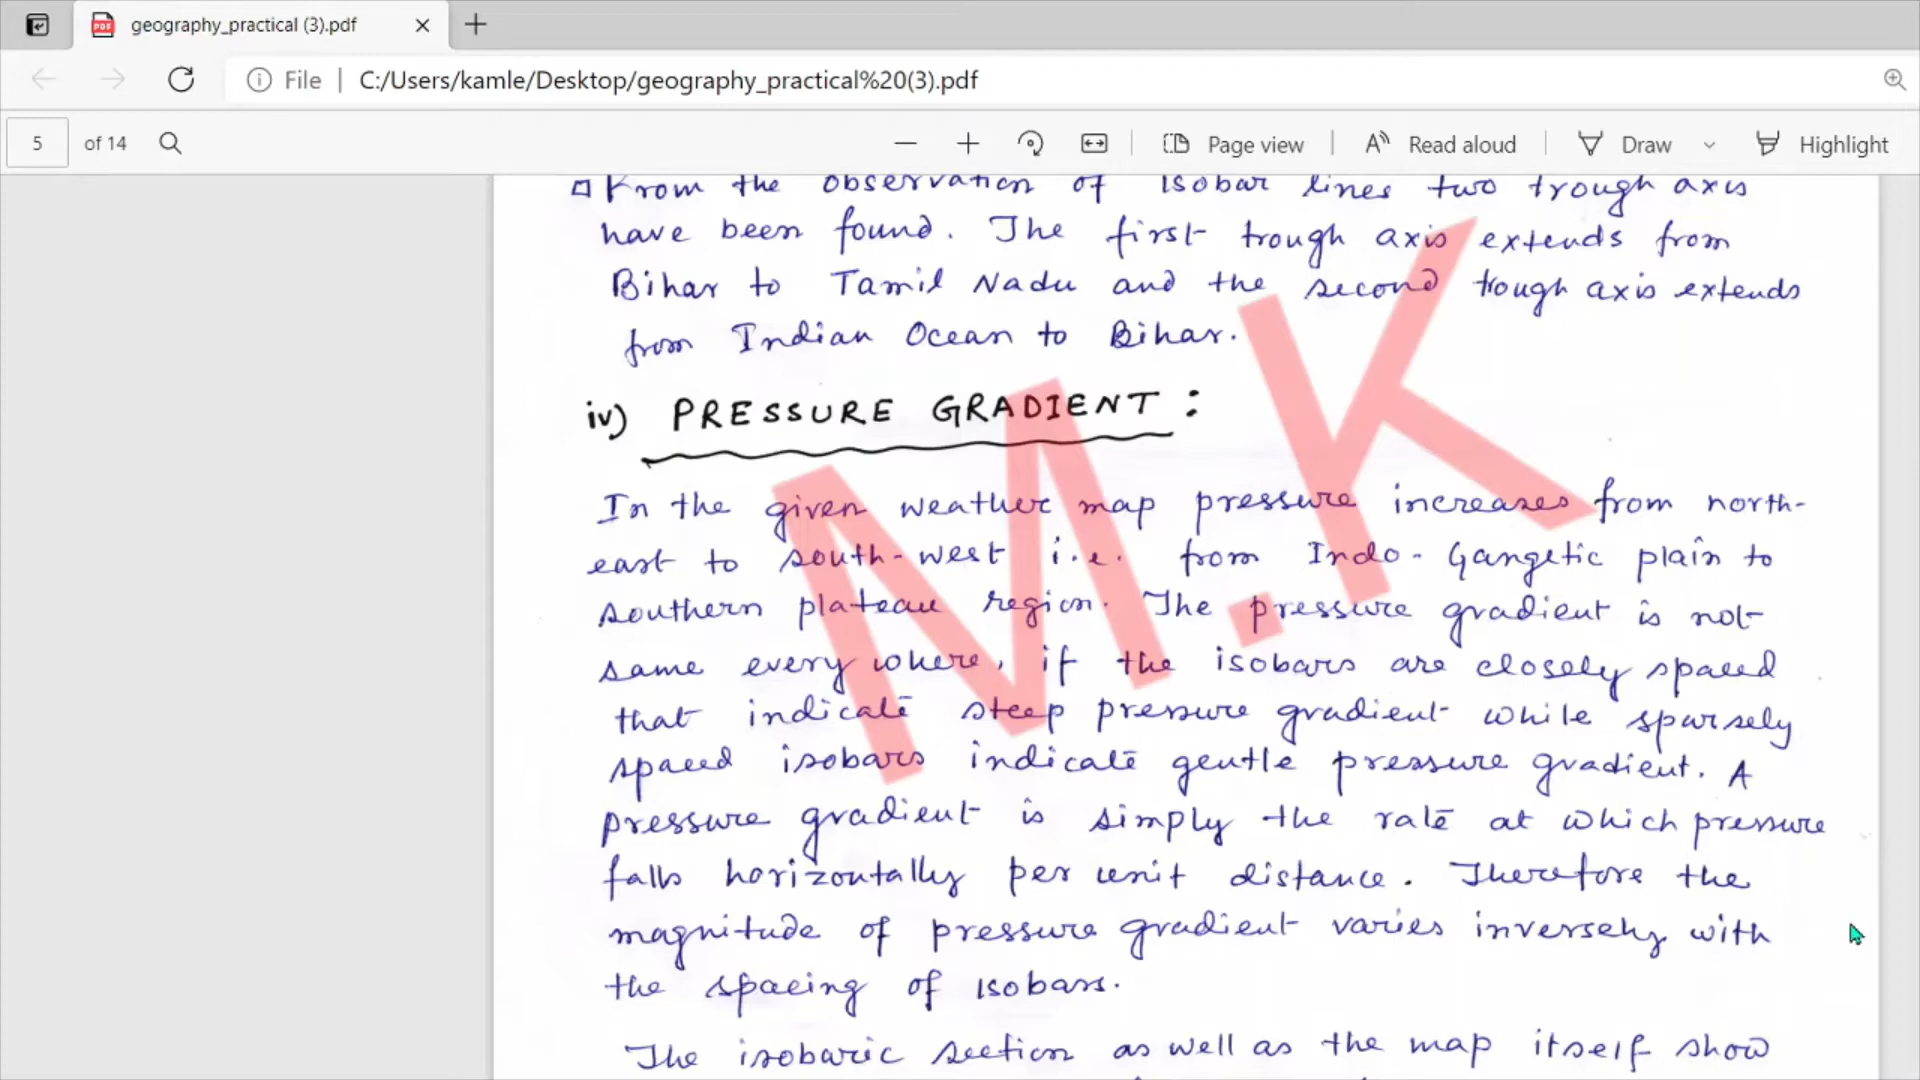 geography_practical (3).pdf
File | C:/Users/kamle/Desktop/geography_practical%20(3).pdf
5 of 14 Page view Read aloud Draw Highlight
From the observation of isobar lines two trough axis
have been found. The first trough axis extends from
Bihar to Tamil Nadu and the second trough axis extends
from Indian Ocean to Bihar.
iv) PRESSURE GRADIENT :
In the given weather map pressure increases from north-
east to south-west i.e. from Indo-Gangetic plain to
southern plateau region. The pressure gradient is not
same every where, if the isobars are closely spaced
that indicate steep pressure gradient while sparsely
spaced isobars indicate gentle pressure gradient. A
pressure gradient is simply the rate at which pressure
falls horizontally per unit distance. Therefore the
magnitude of pressure gradient varies inversely with
the spacing of isobars.
The isobaric section as well as the map itself show
M.K